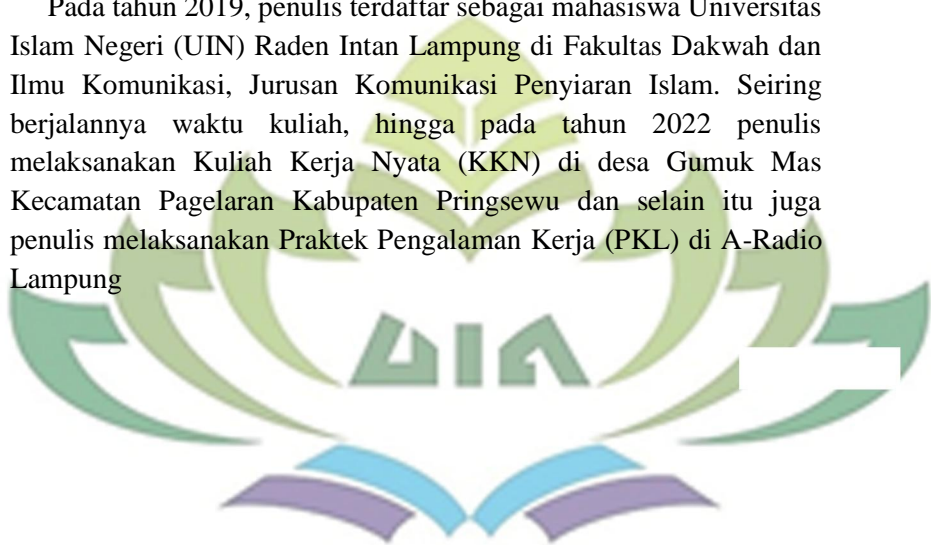 Pada tahun 2019, penulis terdaftar sebagai mahasiswa Universitas
Islam Negeri (UIN) Raden Intan Lampung di Fakultas Dakwah dan
Ilmu Komunikasi, Jurusan Komunikasi Penyiaran Islam. Seiring
berjalannya waktu kuliah, hingga pada tahun 2022 penulis
melaksanakan Kuliah Kerja Nyata (KKN) di desa Gumuk Mas
Kecamatan Pagelaran Kabupaten Pringsewu dan selain itu juga
penulis melaksanakan Praktek Pengalaman Kerja (PKL) di A-Radio
Lampung
UIN